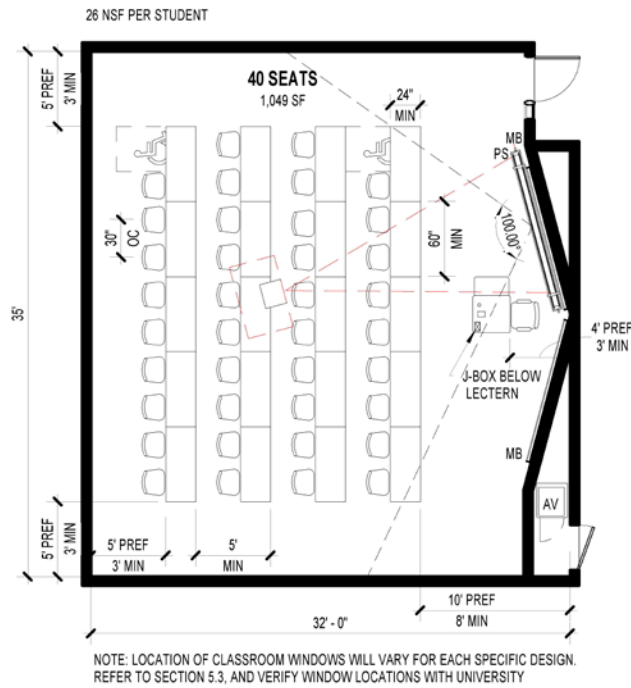 26 NSF PER STUDENT
40 SEATS
1,049 SF
24"
MIN
5' PREF
3' MIN
MB
PS
100.00°
30"
OC
60"
MIN
35'
4' PREF
3' MIN
J-BOX BELOW
LECTERN
MB
AV
5' PREF
3' MIN
5' PREF
3' MIN
5'
MIN
10' PREF
8' MIN
32' - 0"
NOTE: LOCATION OF CLASSROOM WINDOWS WILL VARY FOR EACH SPECIFIC DESIGN.
REFER TO SECTION 5.3, AND VERIFY WINDOW LOCATIONS WITH UNIVERSITY